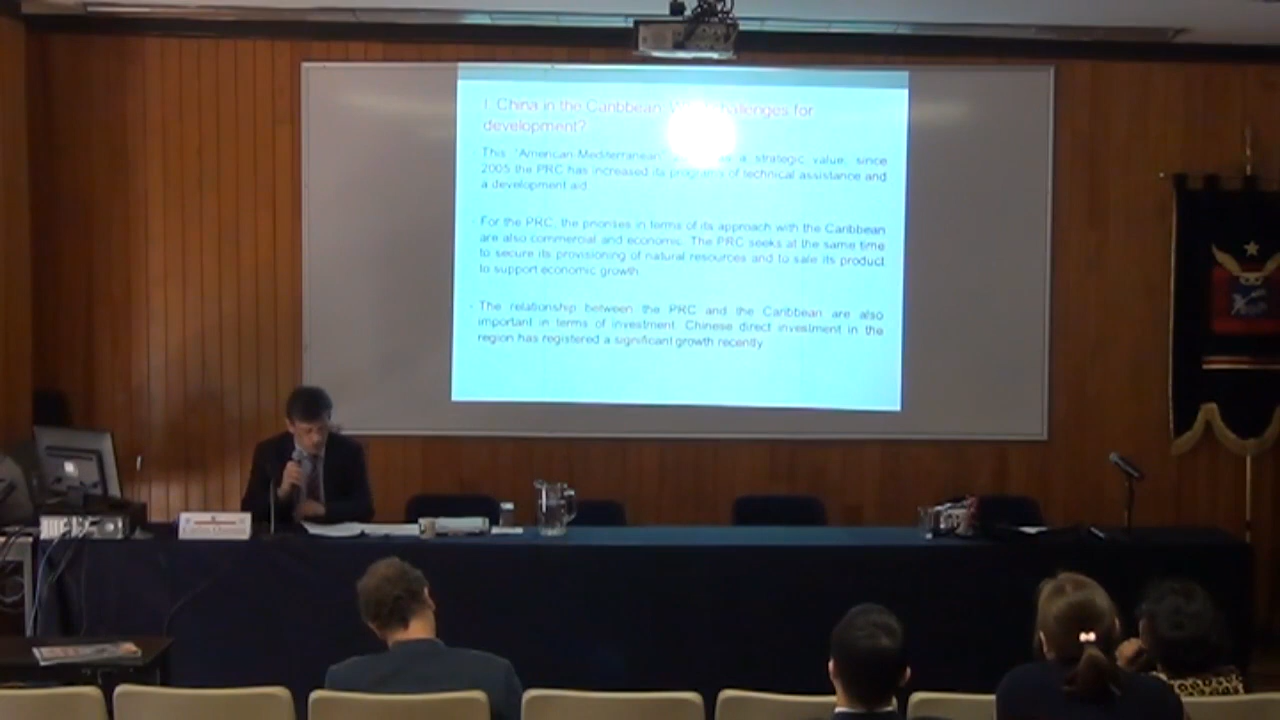 I. China in the Caribbean, challenges for
development?
This "American Mediterranean" a strategic value, since
2005 the PRC has increased its programs of technical assistance and
a development aid.
- For the PRC, the priorities in terms of its approach with the Caribbean
are also commercial and economic. The PRC seeks at the same time
to secure its provisioning of natural resources and to sale its product
to support economic growth.
- The relationship between the PRC and the Caribbean are also
important in terms of investment. Chinese direct investment in the
region has registered a significant growth recently.